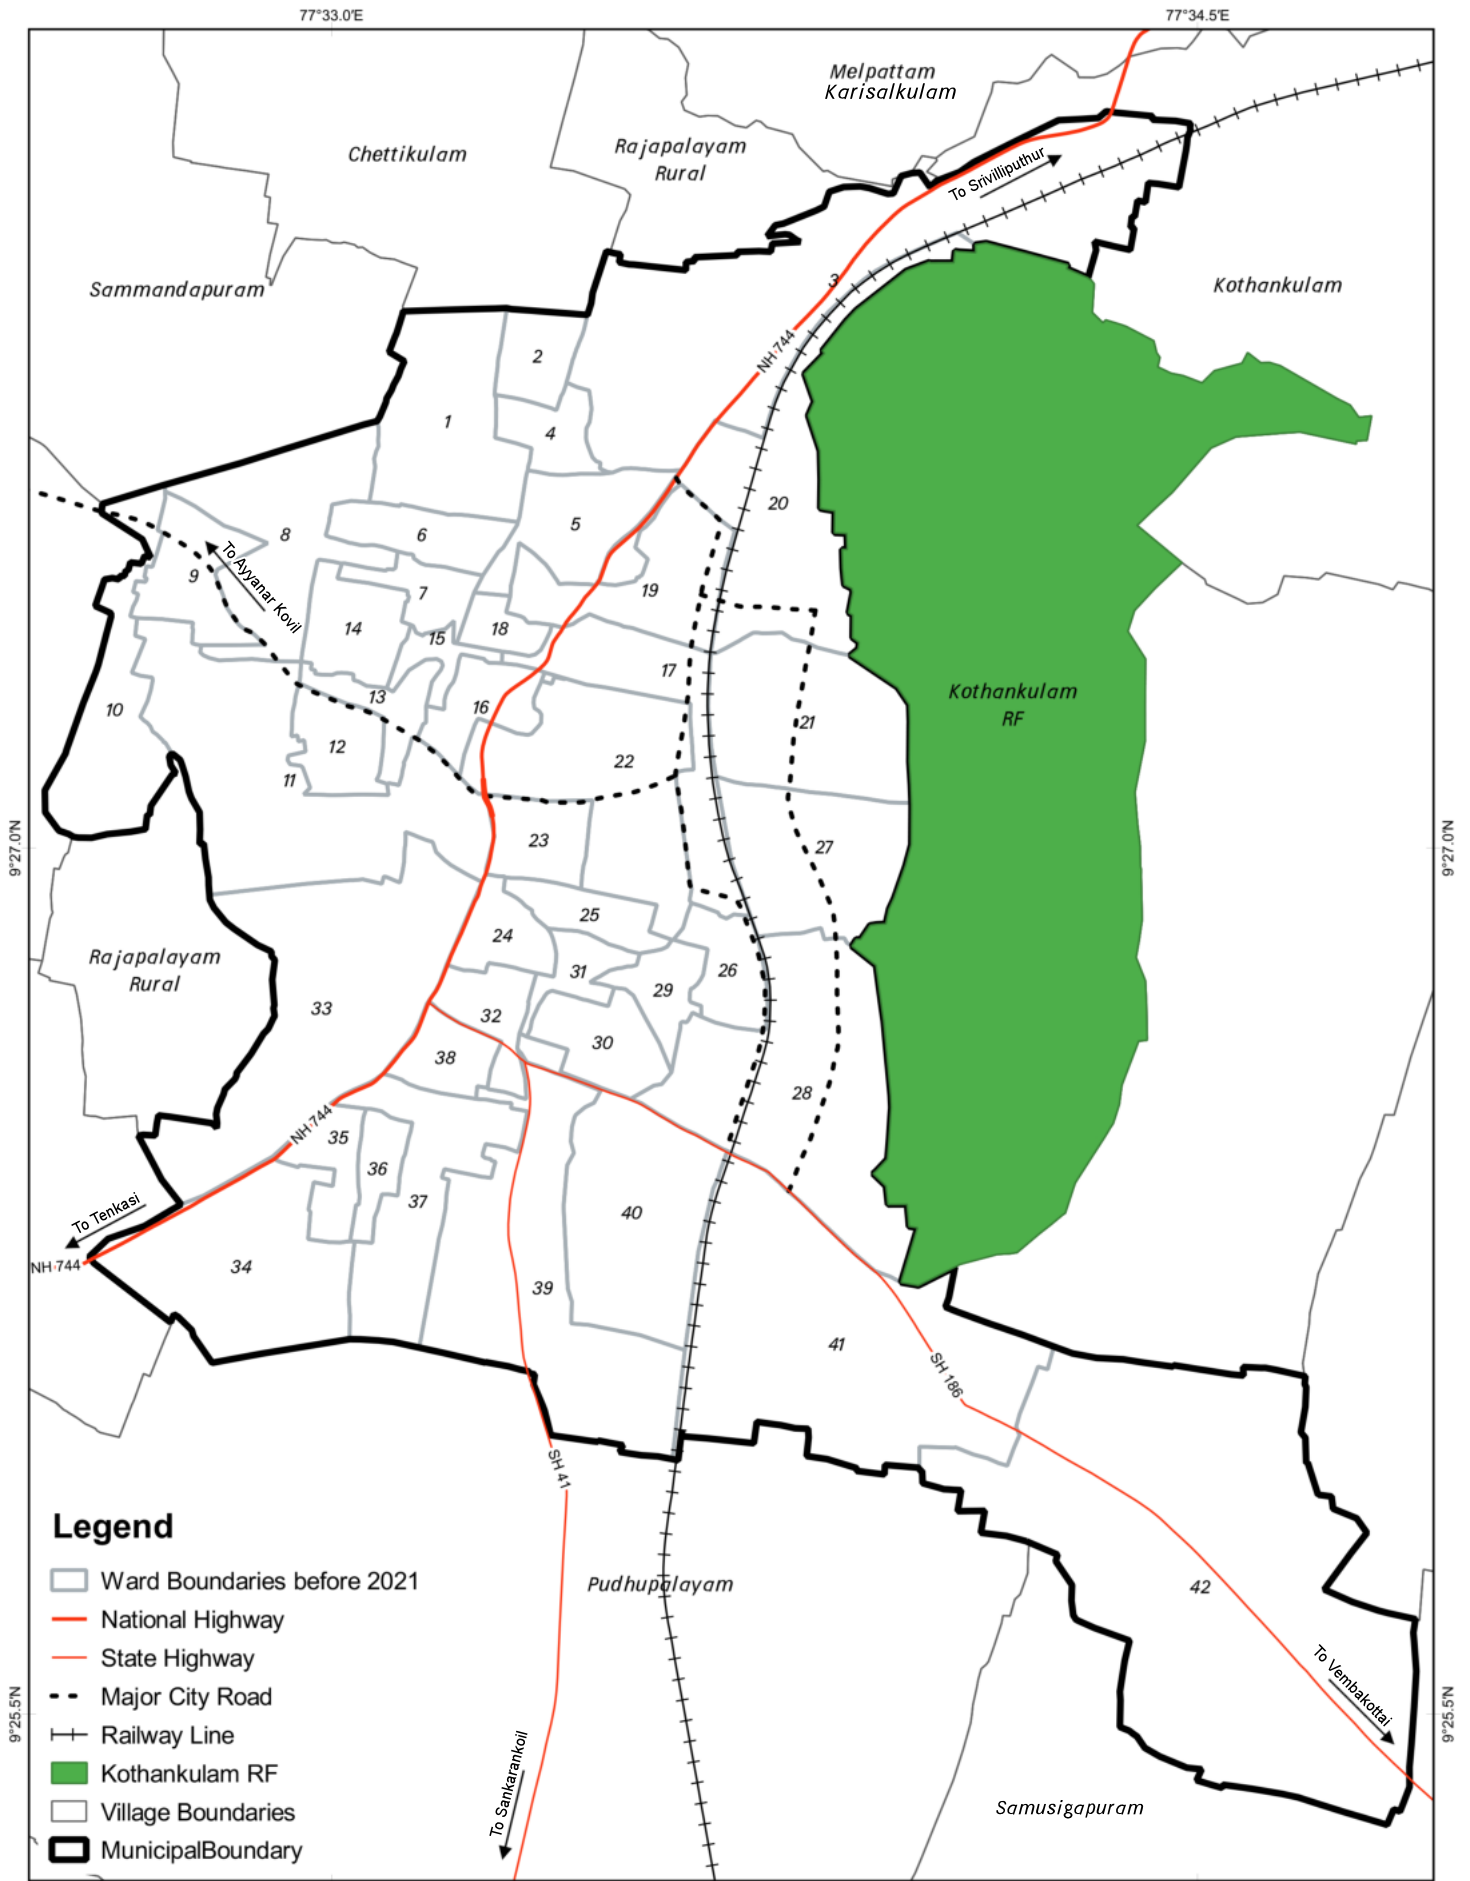 77°33.0'E
77°34.5'E
Melpattam
Karisalkulam
Rajapalayam
Rural
Chettikulam
To Srivilliputhur
Sammandapuram
Kothankulam
3
NH 744
2
1
4
20
5
8
6
To Ayyanar Kovil
9
7
19
14
15
18
17
13
16
Kothankulam
RF
10
21
12
22
11
9°27.0'N
23
27
9°27.0'N
25
24
Rajapalayam
Rural
31
26
29
33
32
30
38
28
NH 744
35
36
37
To Tenkasi
40
NH 744
34
39
41
SH 186
SH 41
Legend
Ward Boundaries before 2021
National Highway
State Highway
Major City Road
Railway Line
Kothankulam RF
Village Boundaries
MunicipalBoundary
Pudhupalayam
42
To Vembakottai
9°25.5'N
9°25.5'N
To Sankarankoil
Samusigapuram